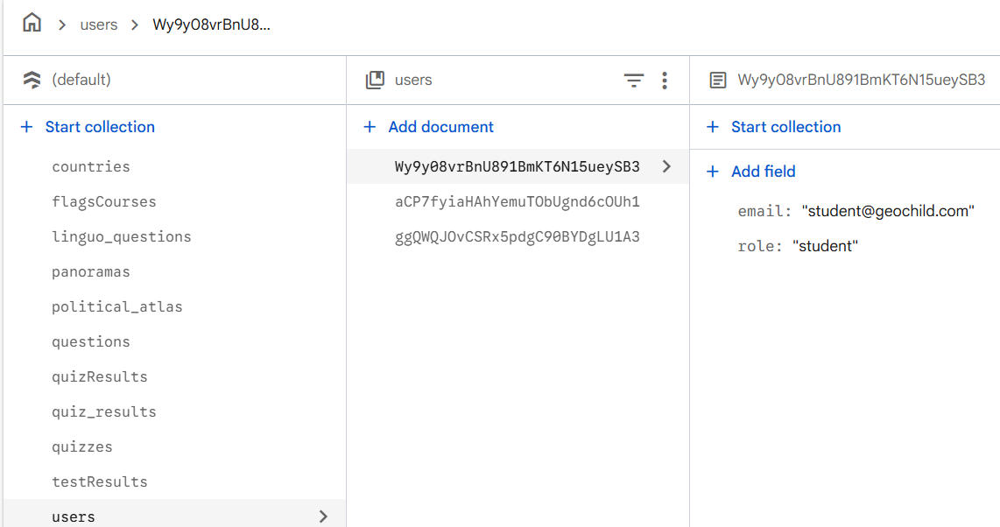 users
Wy9yO8vrBnU8...
(default)
users
Wy9yO8vrBnU891BmKT6N15ueySB3
Start collection
Add document
Start collection
countries
flagsCourses
linguo_questions
panoramas
political_atlas
questions
quizResults
quiz_results
quizzes
testResults
users
Wy9y08vrBnU891BmKT6N15ueySB3
aCP7fyiaHAhYemuTObUgnd6cOUh1
ggQWQJOvCSRx5pdgC90BYDgLU1A3
Add field
email: "student@geochild.com"
role: "student"